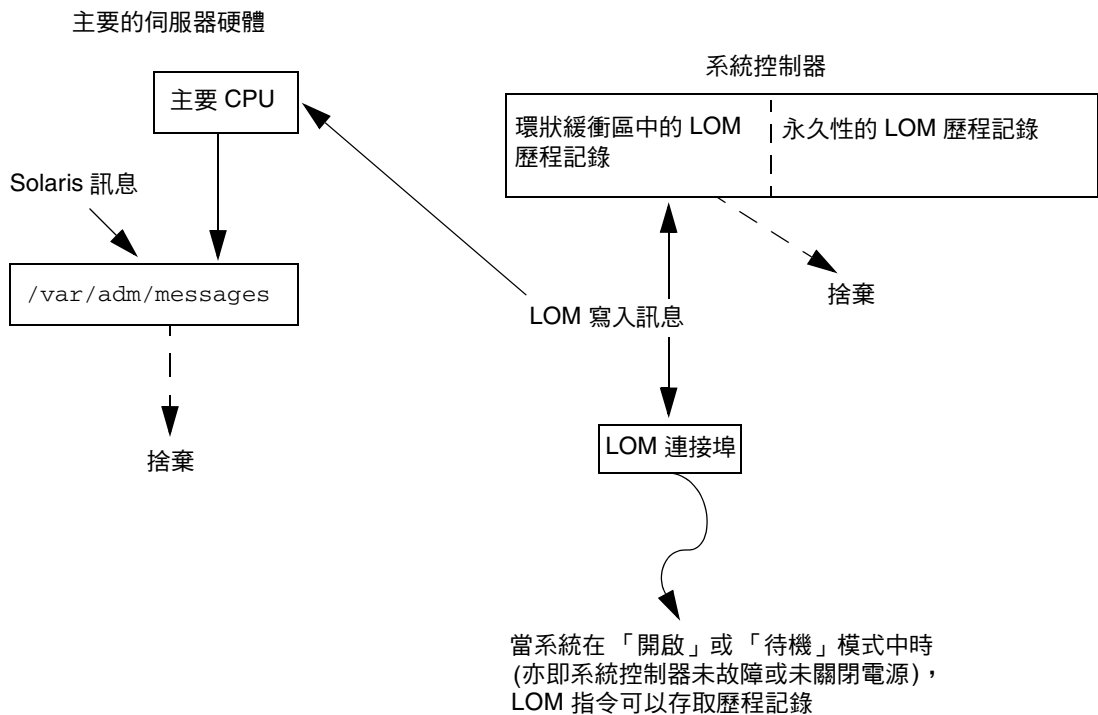 主要的伺服器硬體
系統控制器
主要 CPU
環狀緩衝區中的 LOM
歷程記錄
永久性的 LOM 歷程記錄
Solaris 訊息
/var/adm/messages
捨棄
LOM 寫入訊息
捨棄
LOM 連接埠
當系統在 「開啟」或 「待機」模式中時
(亦即系統控制器未故障或未關閉電源)，
LOM 指令可以存取歷程記錄